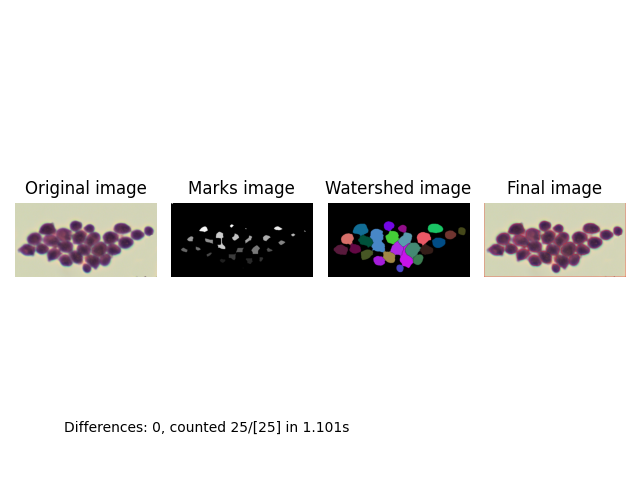 Original image
Marks image
Watershed image
Final image
Differences: 0, counted 25/[25] in 1.101s